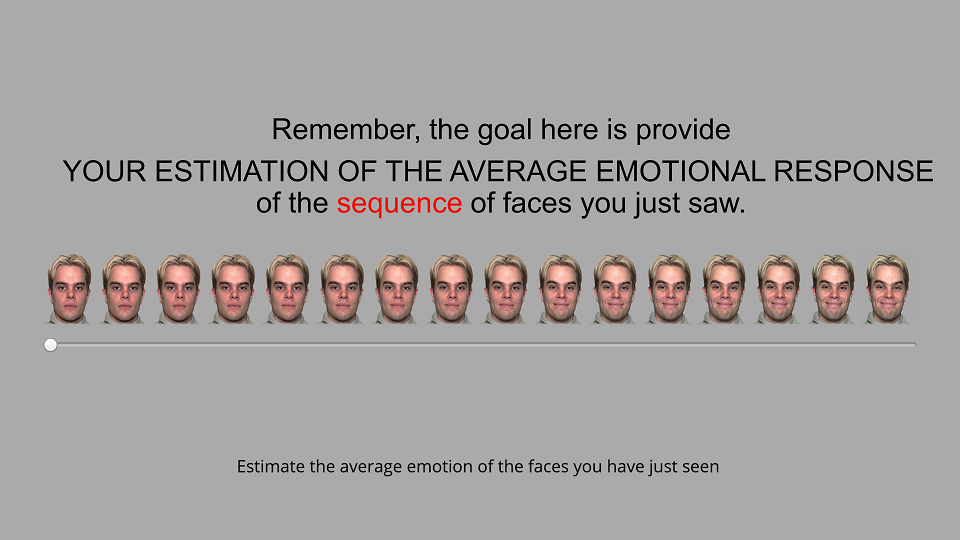 Remember, the goal here is provide
YOUR ESTIMATION OF THE AVERAGE EMOTIONAL RESPONSE
of the sequence of faces you just saw.
Estimate the average emotion of the faces you have just seen